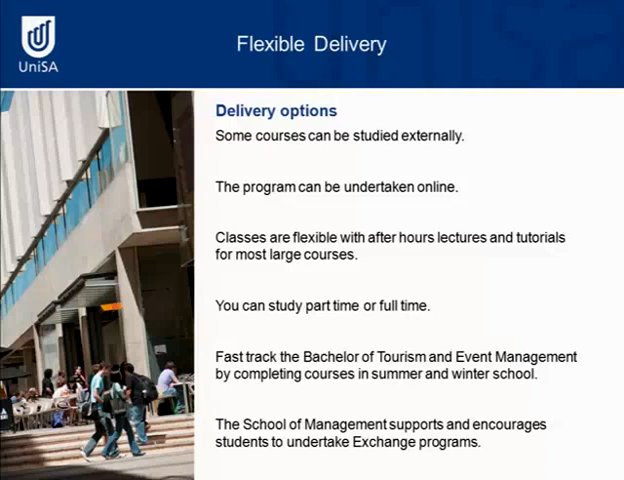 Flexible Delivery
UniSA
Delivery options
Some courses can be studied externally.
The program can be undertaken online.
Classes are flexible with after hours lectures and tutorials
for most large courses.
You can study part time or full time.
Fast track the Bachelor of Tourism and Event Management
by completing courses in summer and winter school.
The School of Management supports and encourages
students to undertake Exchange programs.